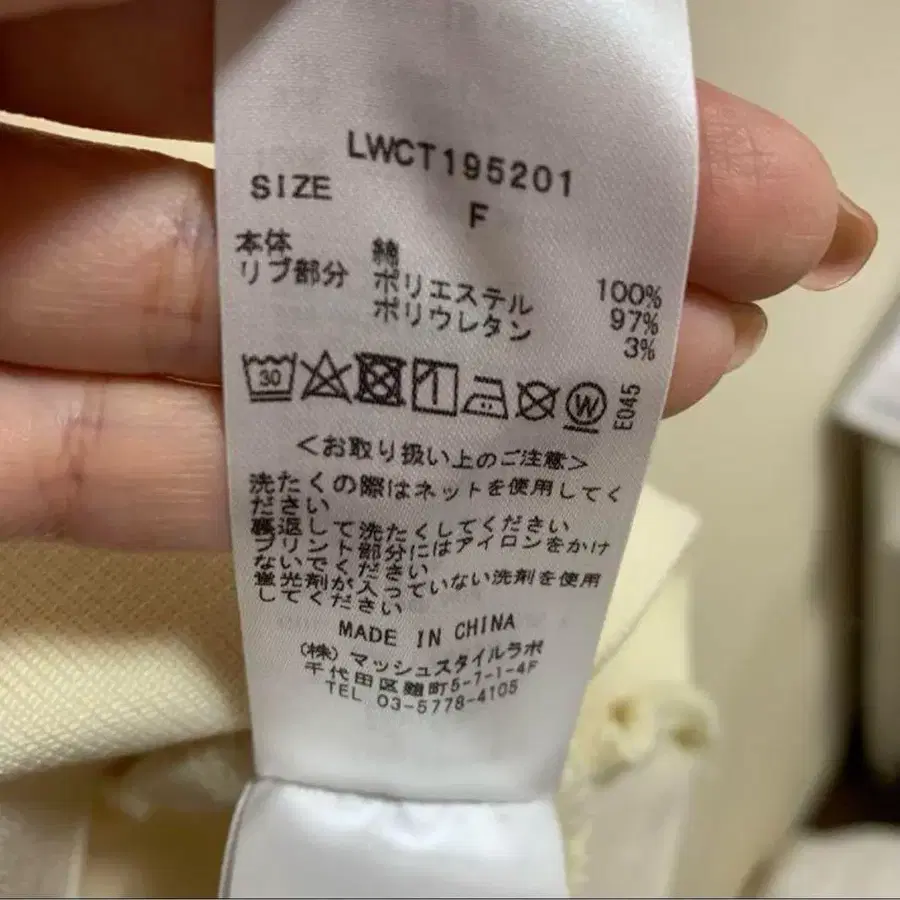 LWCT195201
SIZE F
本体 綿 100%
リブ部分 ポリエステル 97%
ポリウレタン 3%
30 W E045
<お取り扱い上のご注意>
洗たくの際はネットを使用してく
ださい
裏返して洗たくしてください
プリント部分にはアイロンをかけ
ないでください
蛍光剤が入っていない洗剤を使用
してください
MADE IN CHINA
(株)マッシュスタイルラボ
千代田区麹町5-7-1-4F
TEL 03-5778-4105